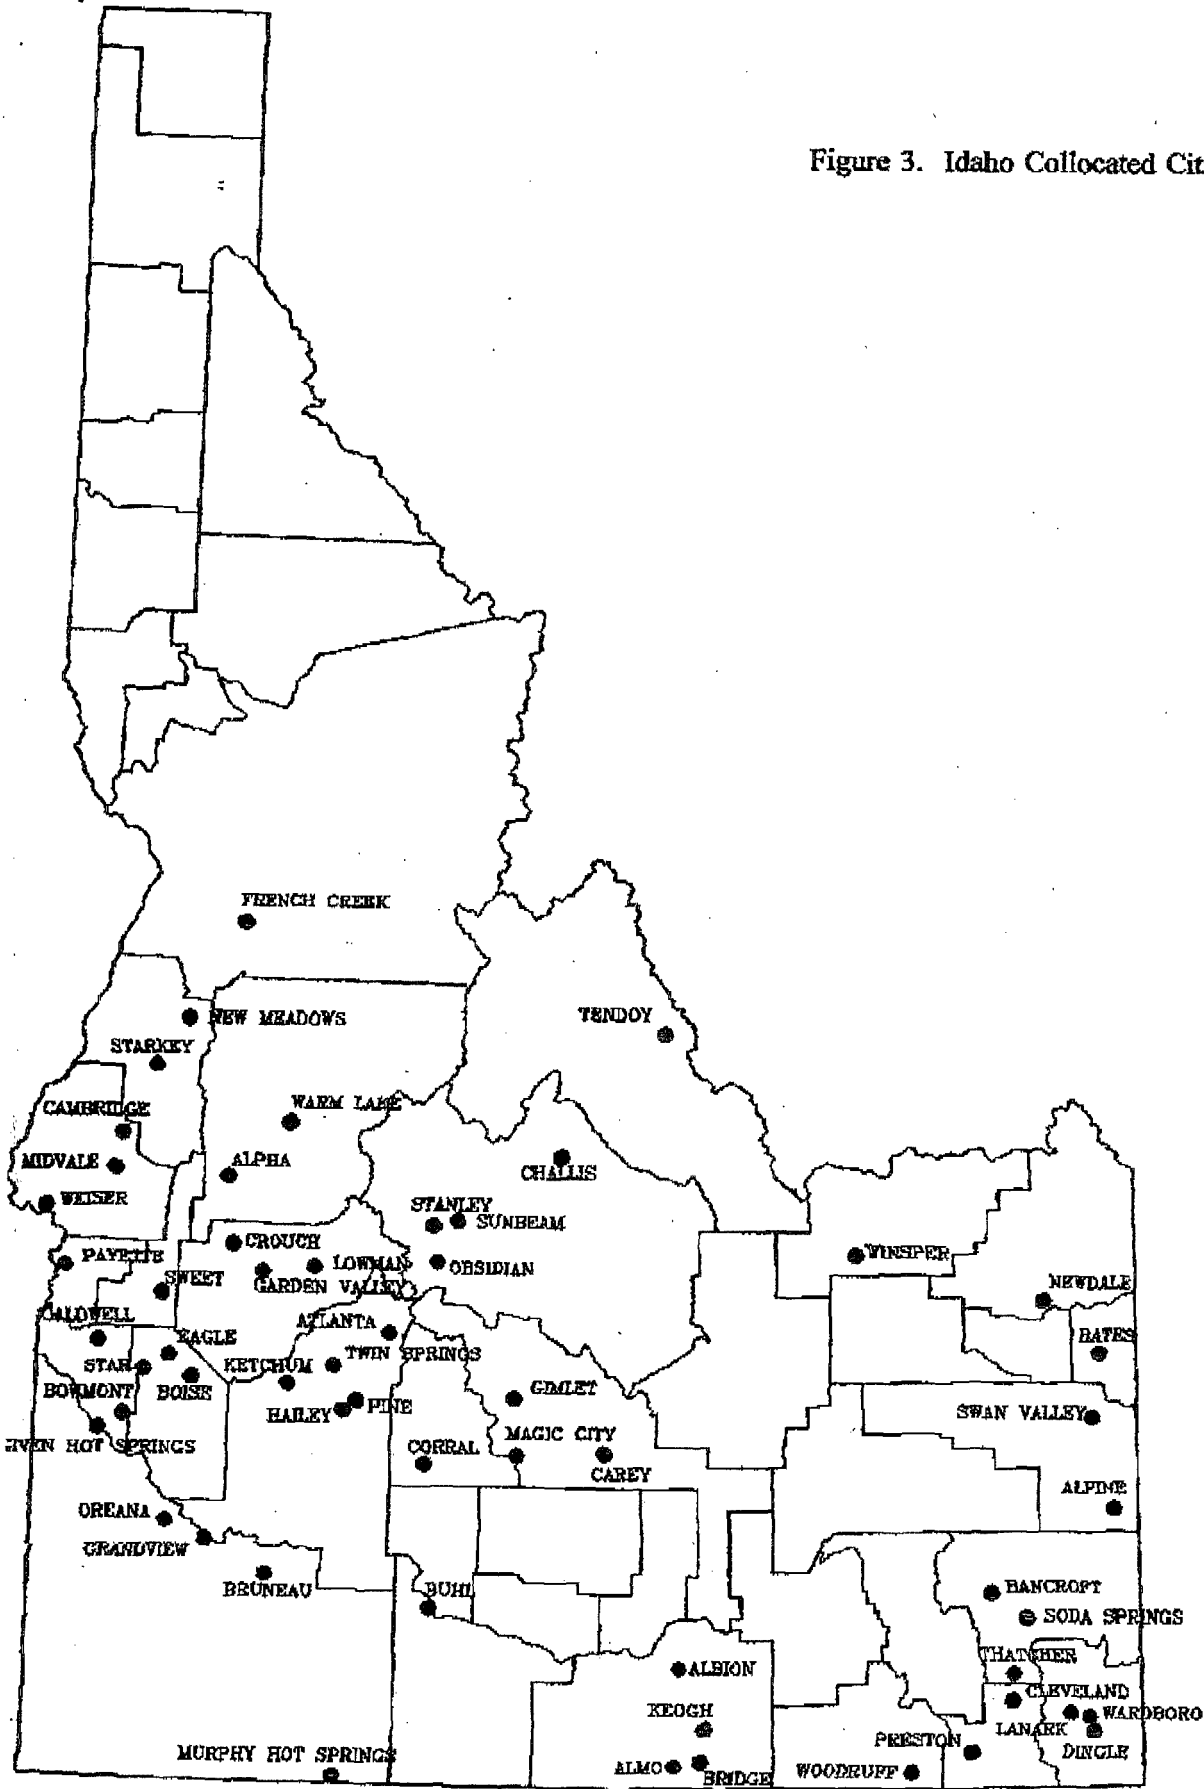 Figure 3. Idaho Collocated Cit
FRENCH CREEK
NEW MEADOWS
TENDOY
STARKEY
WARM LAKE
CAMBRIDGE
MIDVALE
ALPHA
CHALLIS
WEISER
STANLEY
SUNBEAM
CROUCH
PAYETTE
LOWMAN
OBSIDIAN
WINSPER
SWEET
GARDEN VALLEY
NEWDALE
CALDWELL
ATLANTA
EAGLE
TWIN SPRINGS
BATES
STAR
KETCHUM
BOWMONT
BOISE
GIMLET
HAILEY
PINE
SWAN VALLEY
MAGIC CITY
GIVEN HOT SPRINGS
CORRAL
CAREY
ALPINE
OREANA
GRANDVIEW
BRUNEAU
BUHL
BANCROFT
SODA SPRINGS
THATCHER
ALBION
CLEVELAND
KEOGH
WARDBORO
LANARK
PRESTON
DINGLE
MURPHY HOT SPRINGS
ALMO
BRIDGE
WOODRUFF